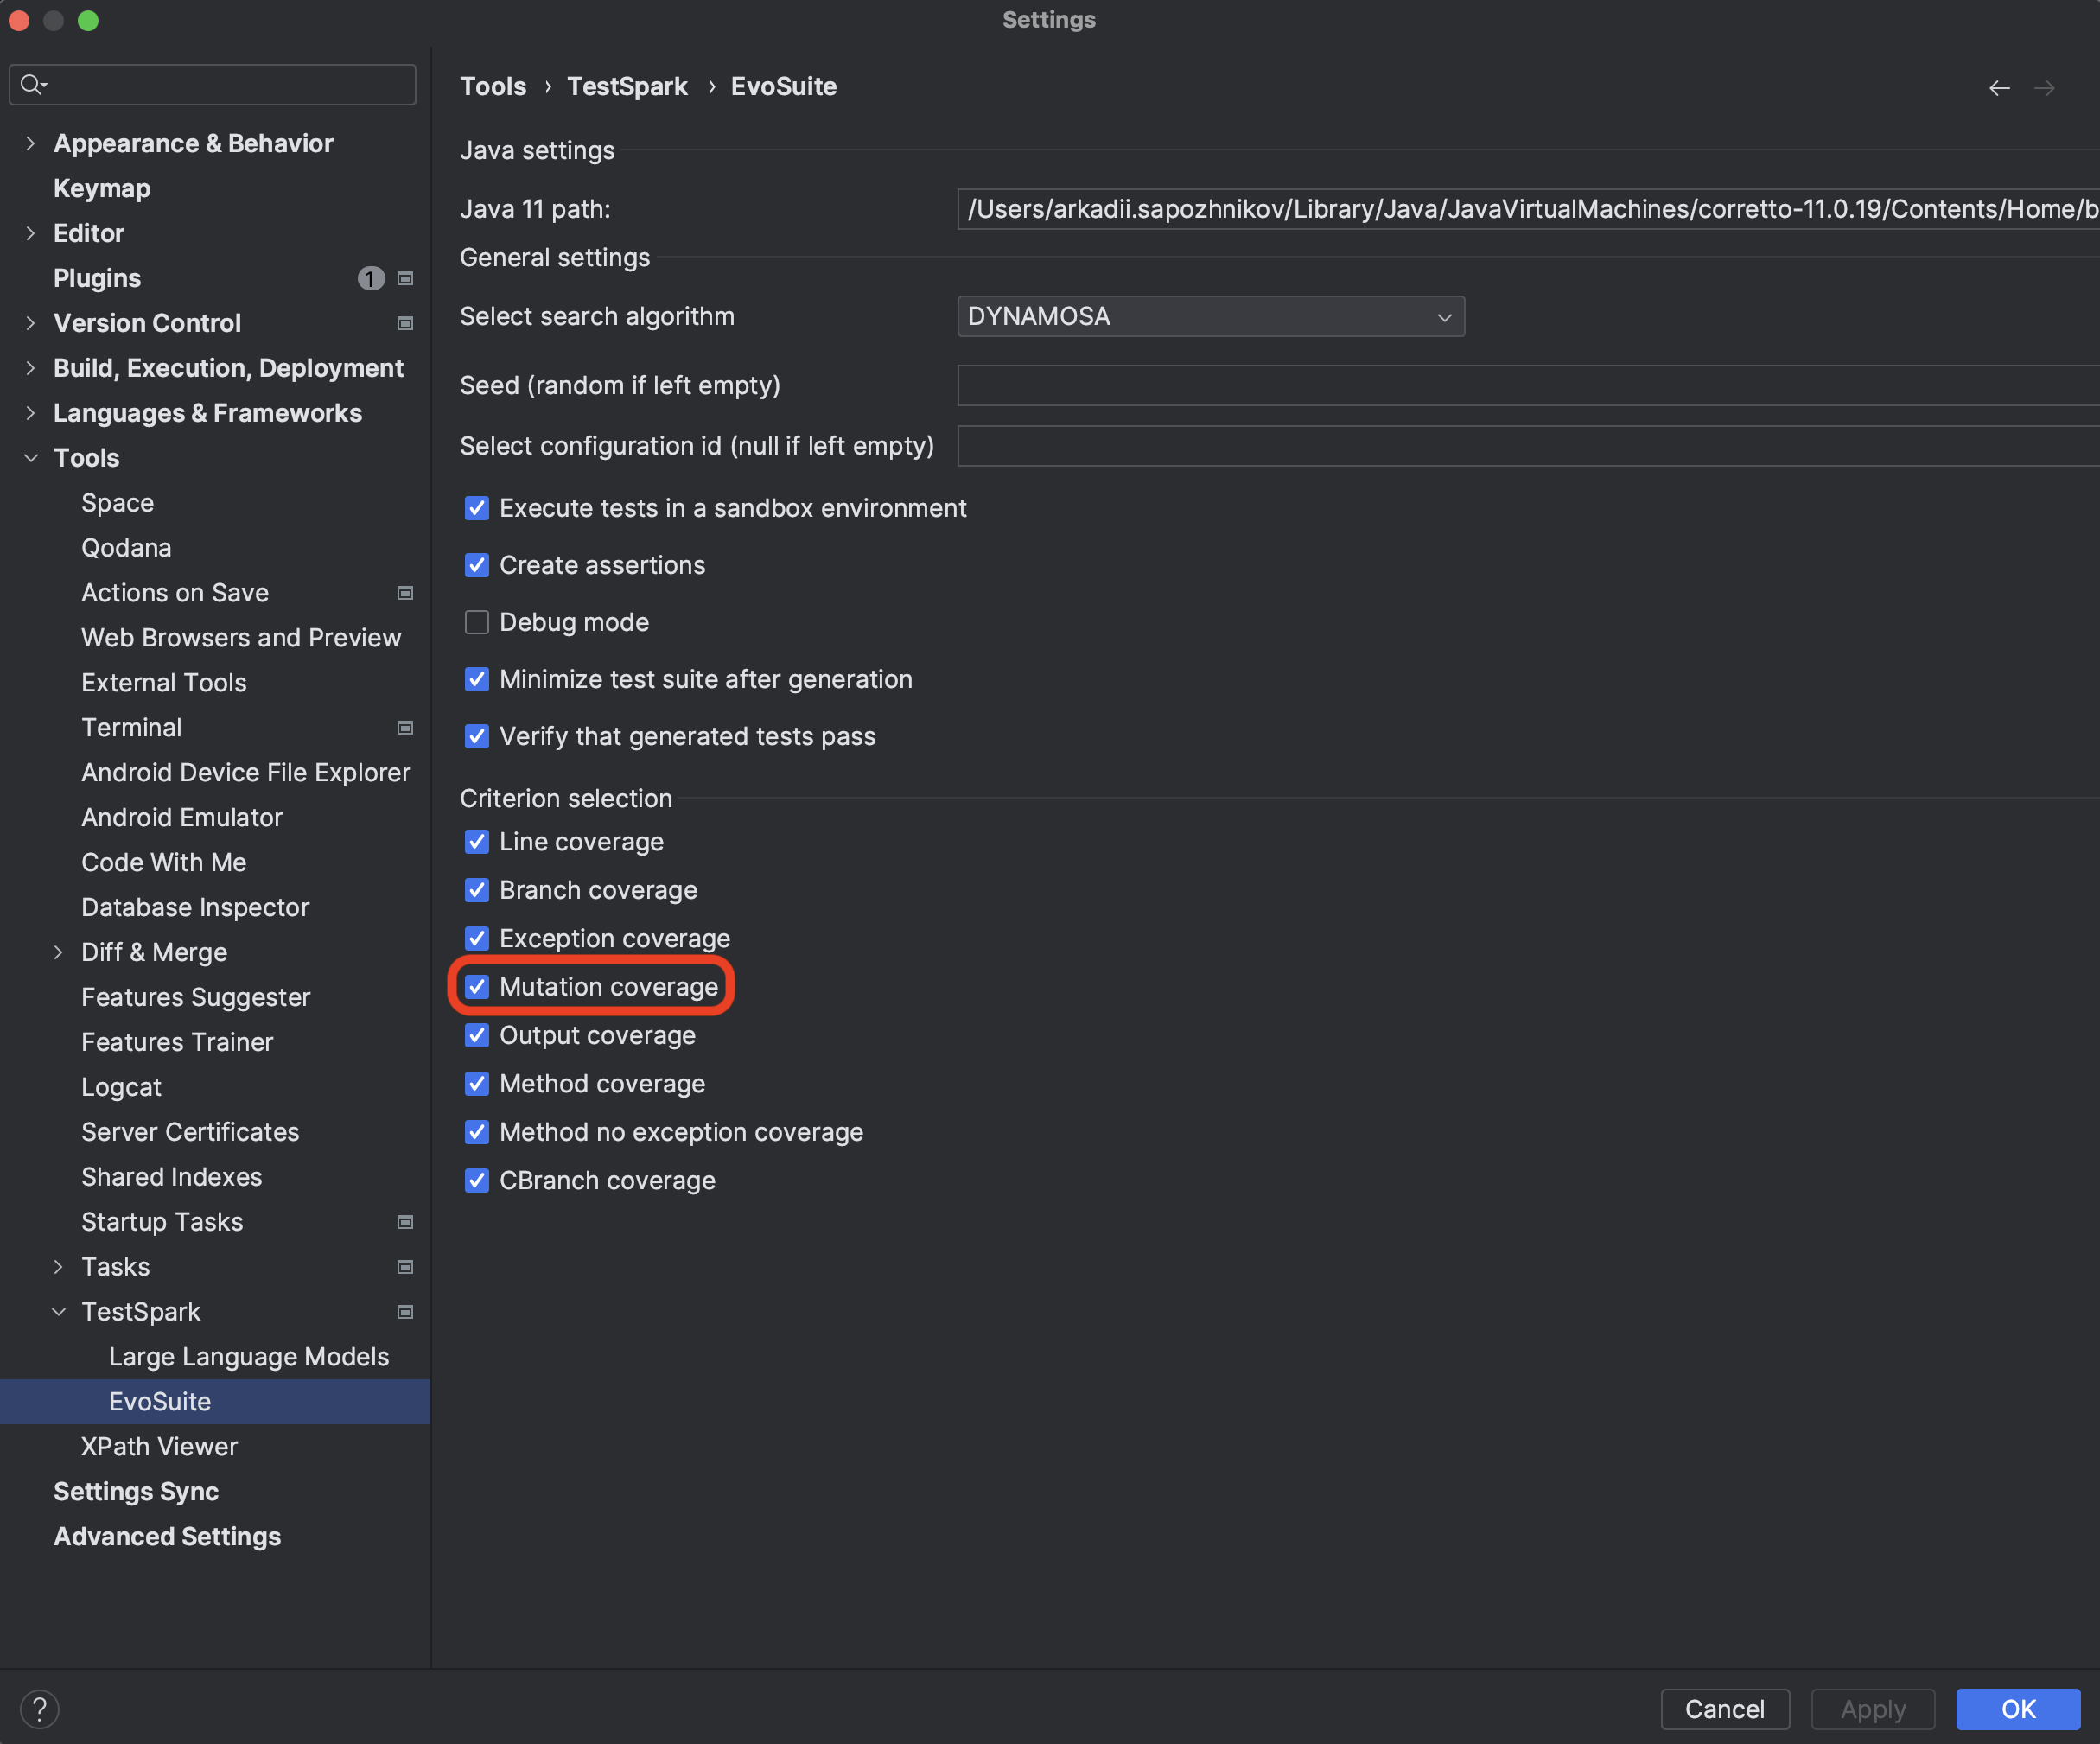 Settings
Appearance & Behavior
Keymap
Editor
Plugins 1
Version Control
Build, Execution, Deployment
Languages & Frameworks
Tools
Space
Qodana
Actions on Save
Web Browsers and Preview
External Tools
Terminal
Android Device File Explorer
Android Emulator
Code With Me
Database Inspector
Diff & Merge
Features Suggester
Features Trainer
Logcat
Server Certificates
Shared Indexes
Startup Tasks
Tasks
TestSpark
Large Language Models
EvoSuite
XPath Viewer
Settings Sync
Advanced Settings
Tools › TestSpark › EvoSuite
Java settings
Java 11 path: /Users/arkadii.sapozhnikov/Library/Java/JavaVirtualMachines/corretto-11.0.19/Contents/Home/b
General settings
Select search algorithm DYNAMOSA
Seed (random if left empty)
Select configuration id (null if left empty)
Execute tests in a sandbox environment
Create assertions
Debug mode
Minimize test suite after generation
Verify that generated tests pass
Criterion selection
Line coverage
Branch coverage
Exception coverage
Mutation coverage
Output coverage
Method coverage
Method no exception coverage
CBranch coverage
? Cancel Apply OK